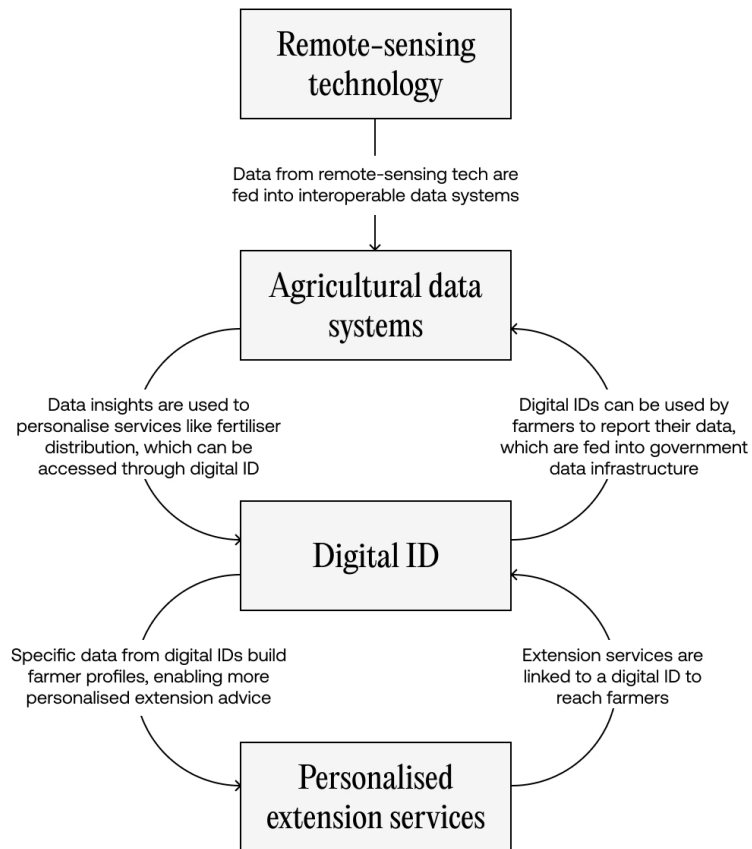 Remote-sensing
technology
Data from remote-sensing tech are
fed into interoperable data systems
Agricultural data
systems
Data insights are used to
personalise services like fertiliser
distribution, which can be
accessed through digital ID
Digital IDs can be used by
farmers to report their data,
which are fed into government
data infrastructure
Digital ID
Specific data from digital IDs build
farmer profiles, enabling more
personalised extension advice
Extension services are
linked to a digital ID to
reach farmers
Personalised
extension services